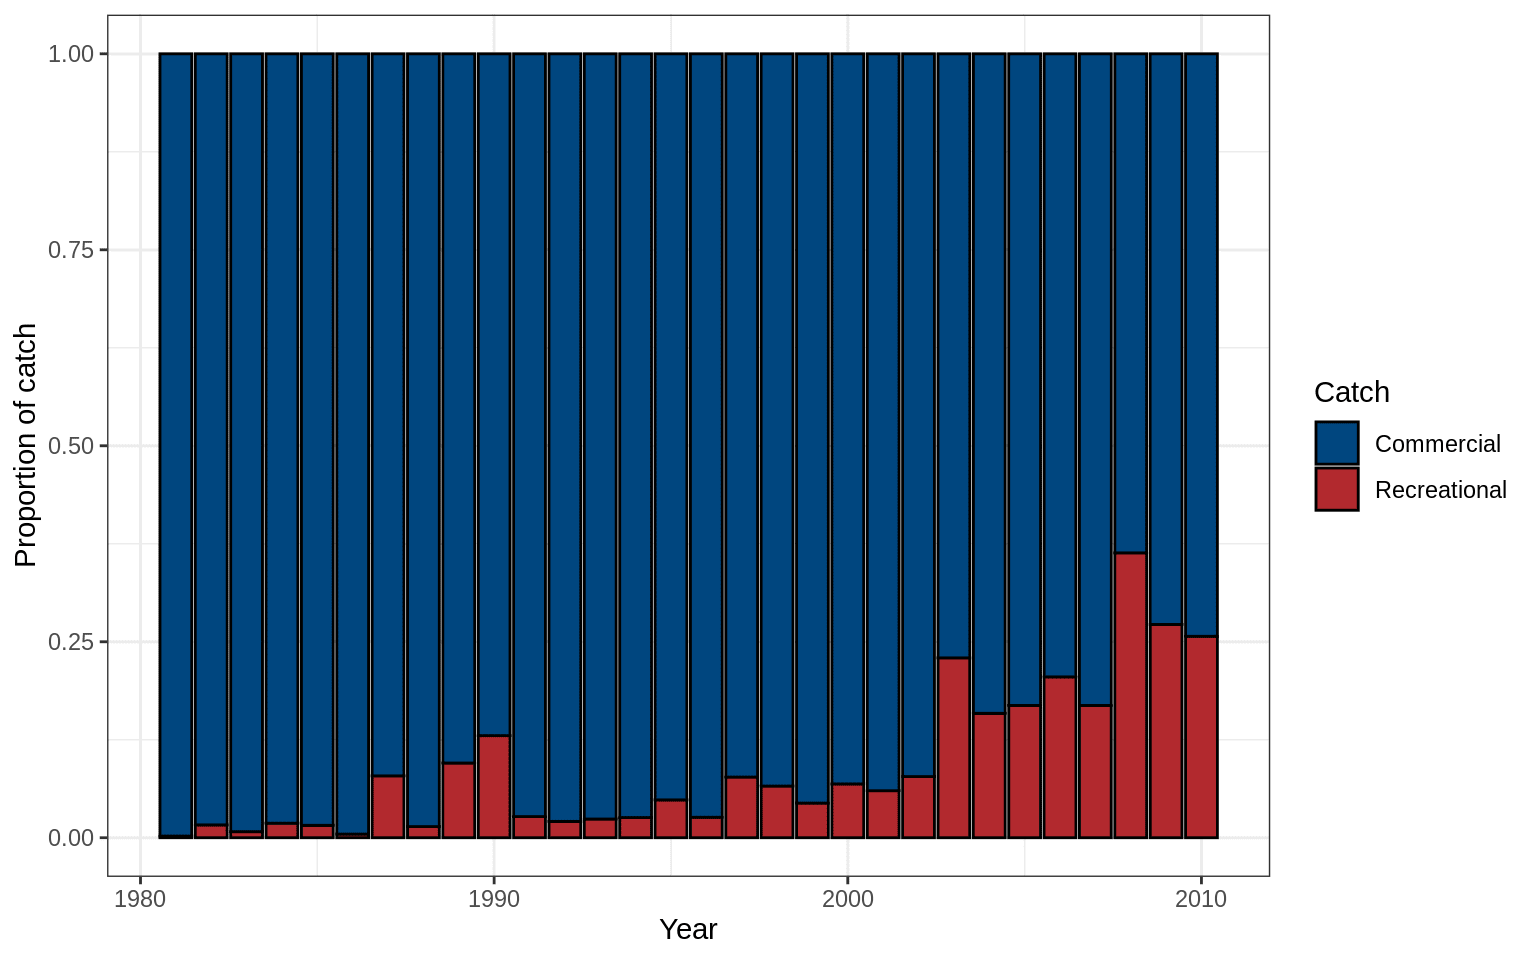 1.00
0.75
0.50
0.25
0.00
Proportion of catch
1980 1990 2000 2010
Year
Catch
Commercial
Recreational